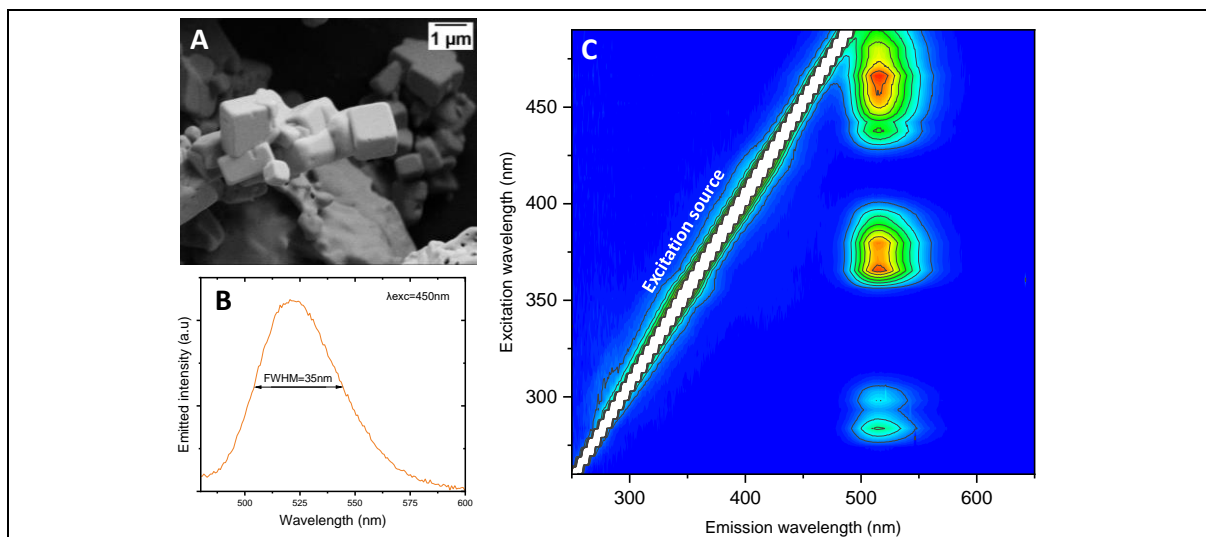 A
1 µm
B
λexc=450nm
FWHM=35nm
Emitted intensity (a.u)
500
525
550
575
600
Wavelength (nm)
C
Excitation source
Excitation wavelength (nm)
450
400
350
300
300
400
500
600
Emission wavelength (nm)